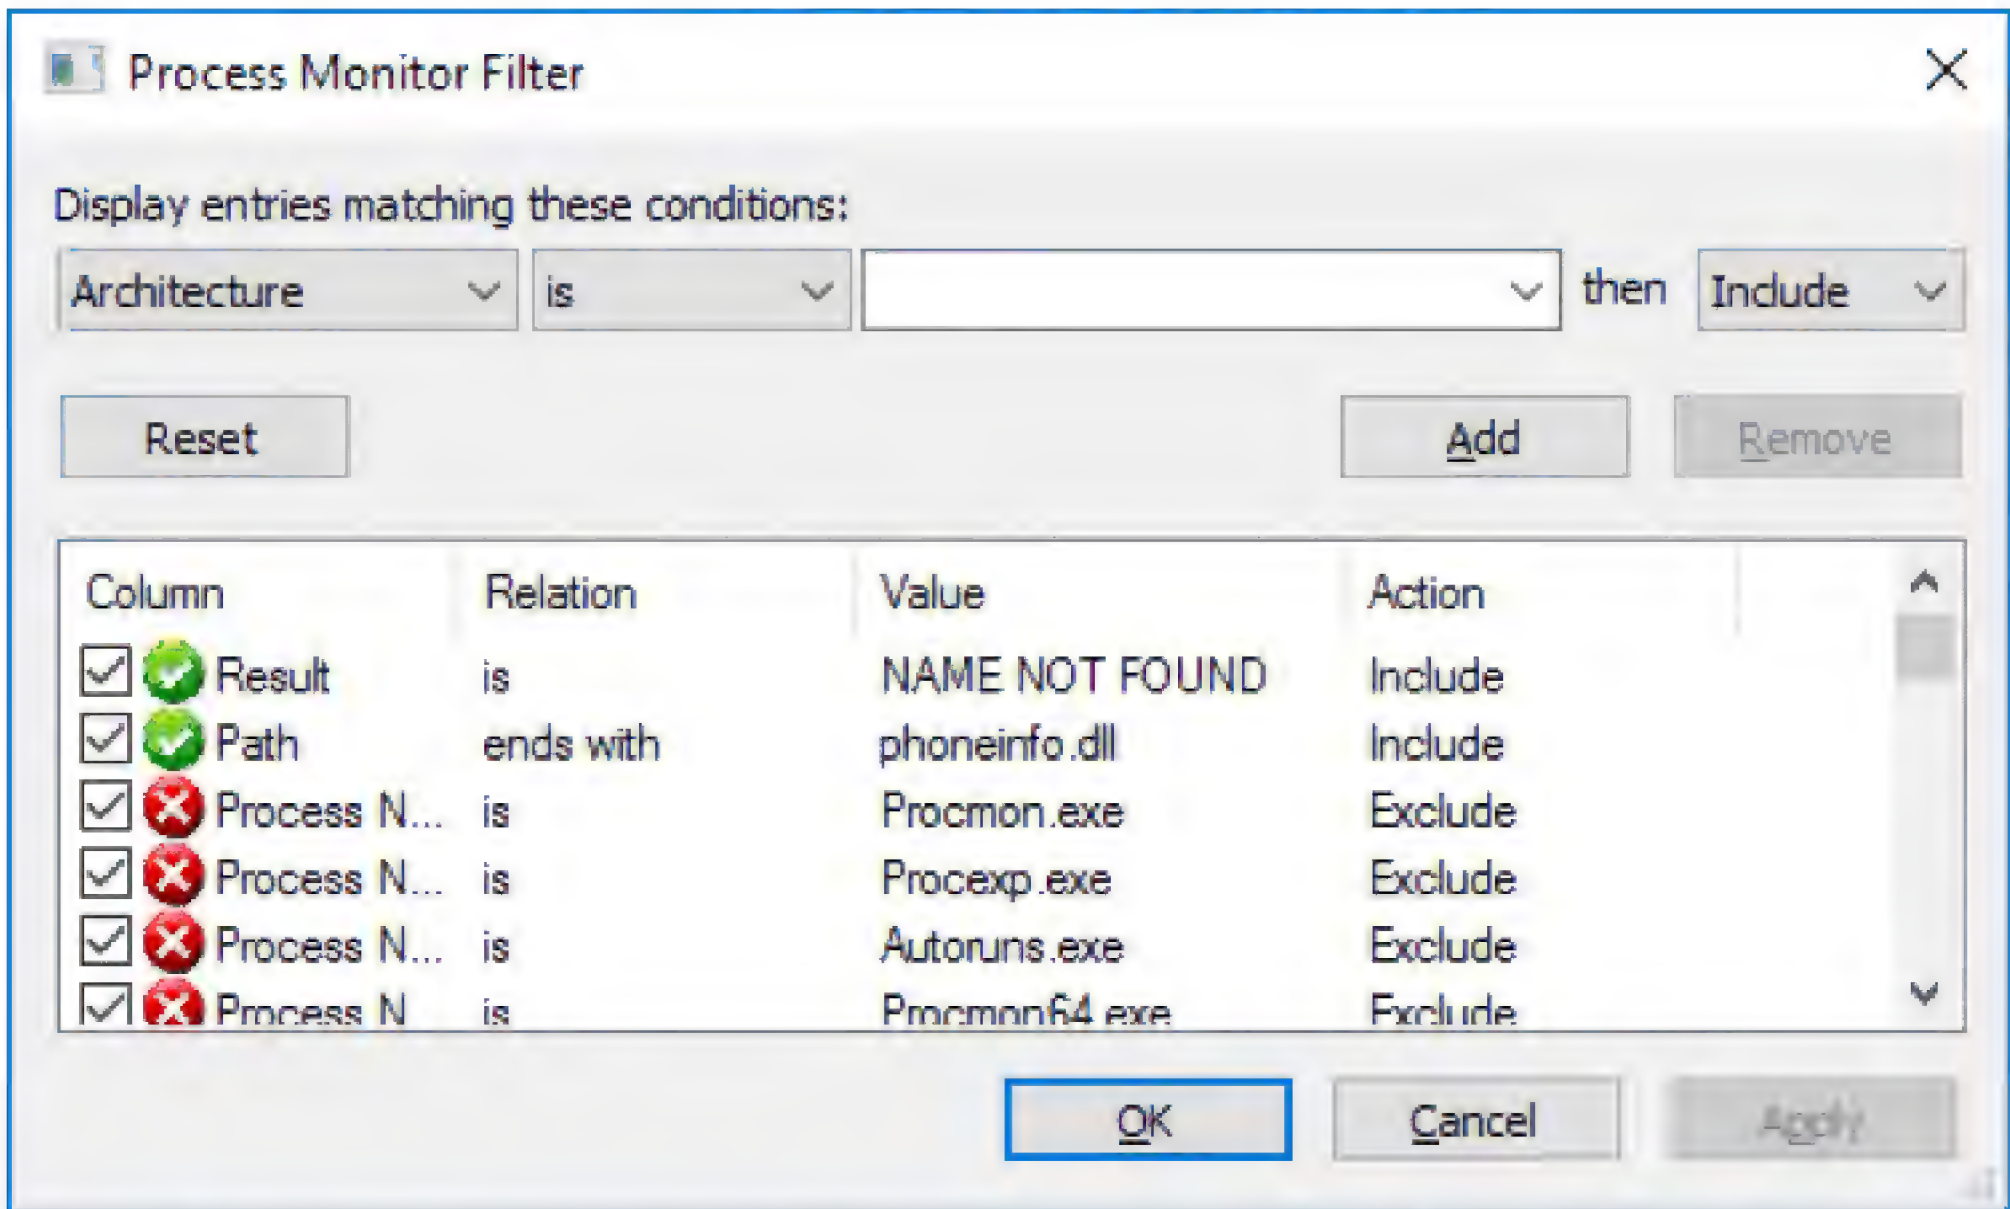 Process Monitor Filter
Display entries matching these conditions:
Architecture is then Include
Reset Add Remove
Column Relation Value Action
Result is NAME NOT FOUND Include
Path ends with phoneinfo.dll Include
Process N... is Procmon.exe Exclude
Process N... is Procexp.exe Exclude
Process N... is Autoruns.exe Exclude
Process N is Procmon64.exe Exclude
OK Cancel Apply